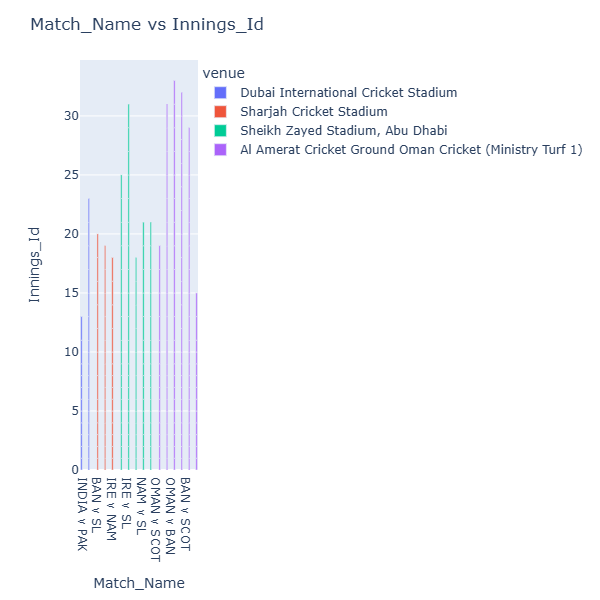 Match_Name vs Innings_Id
venue
Dubai International Cricket Stadium
Sharjah Cricket Stadium
Sheikh Zayed Stadium, Abu Dhabi
Al Amerat Cricket Ground Oman Cricket (Ministry Turf 1)
30
25
20
15
10
5
0
Innings_Id
INDIA v PAK
BAN v SL
IRE v NAM
IRE v SL
NAM v SL
OMAN v SCOT
OMAN v BAN
BAN v SCOT
Match_Name